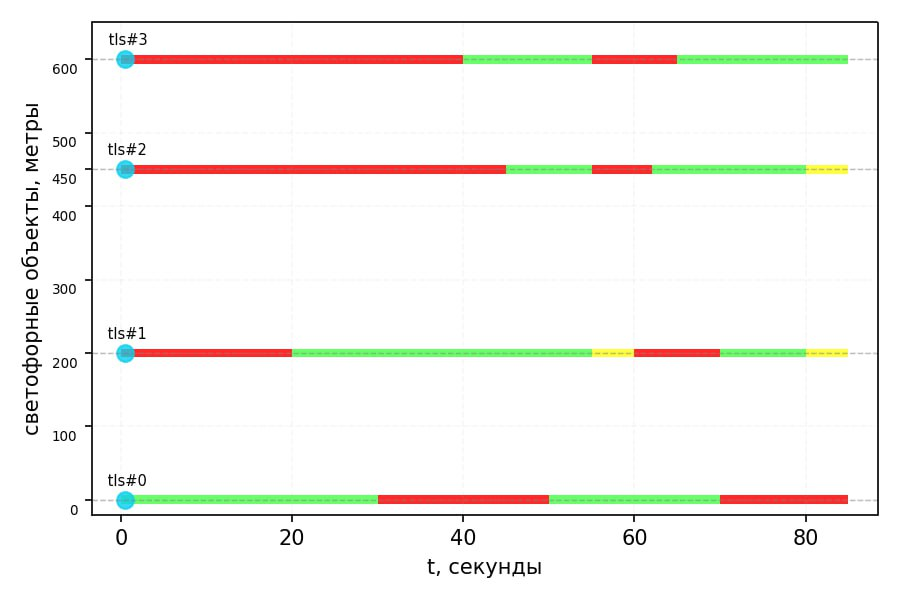 tls#3
600
500
tls#2
450
400
300
tls#1
200
100
tls#0
0
0 20 40 60 80
t, секунды
светофорные объекты, метры